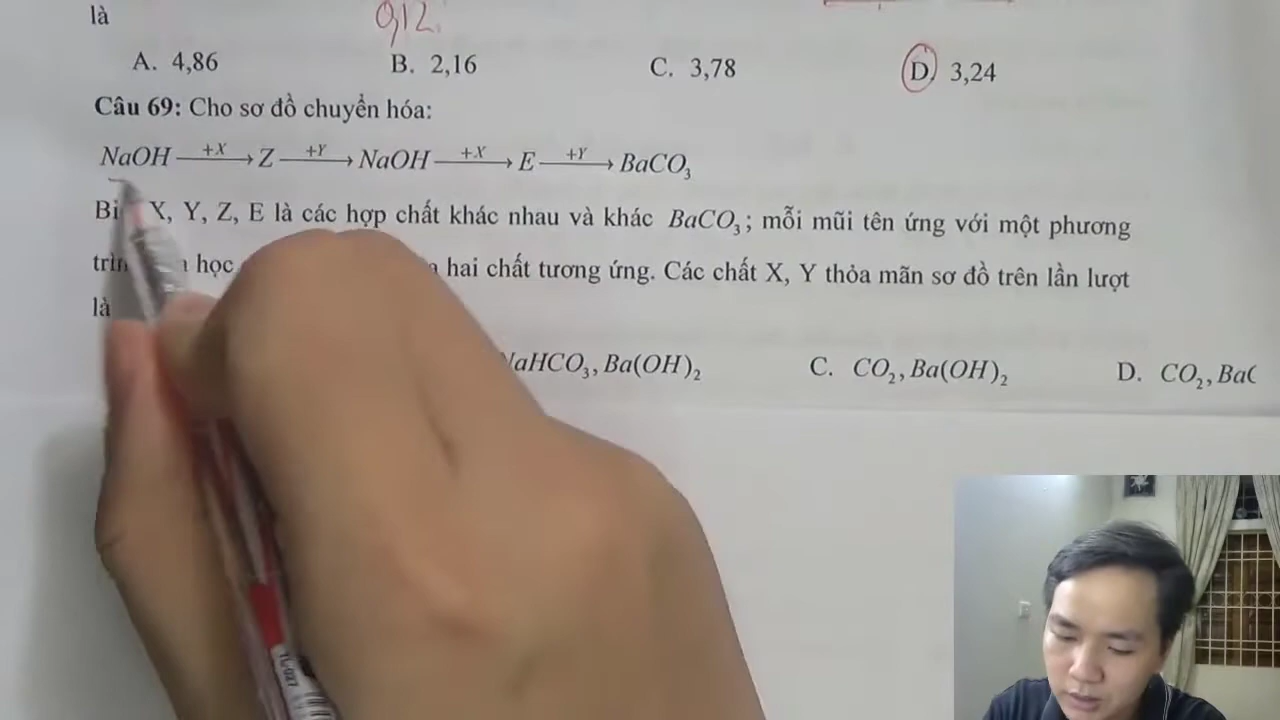 là
0,12.
A. 4,86 B. 2,16 C. 3,78 D. 3,24
Câu 69: Cho sơ đồ chuyển hóa:
NaOH —+X→ Z —+Y→ NaOH —+X→ E —+Y→ BaCO₃
X, Y, Z, E là các hợp chất khác nhau và khác BaCO₃; mỗi mũi tên ứng với một phương
học hai chất tương ứng. Các chất X, Y thỏa mãn sơ đồ trên lần lượt
là
NaHCO₃, Ba(OH)₂ C. CO₂, Ba(OH)₂ D. CO₂,
TL-027